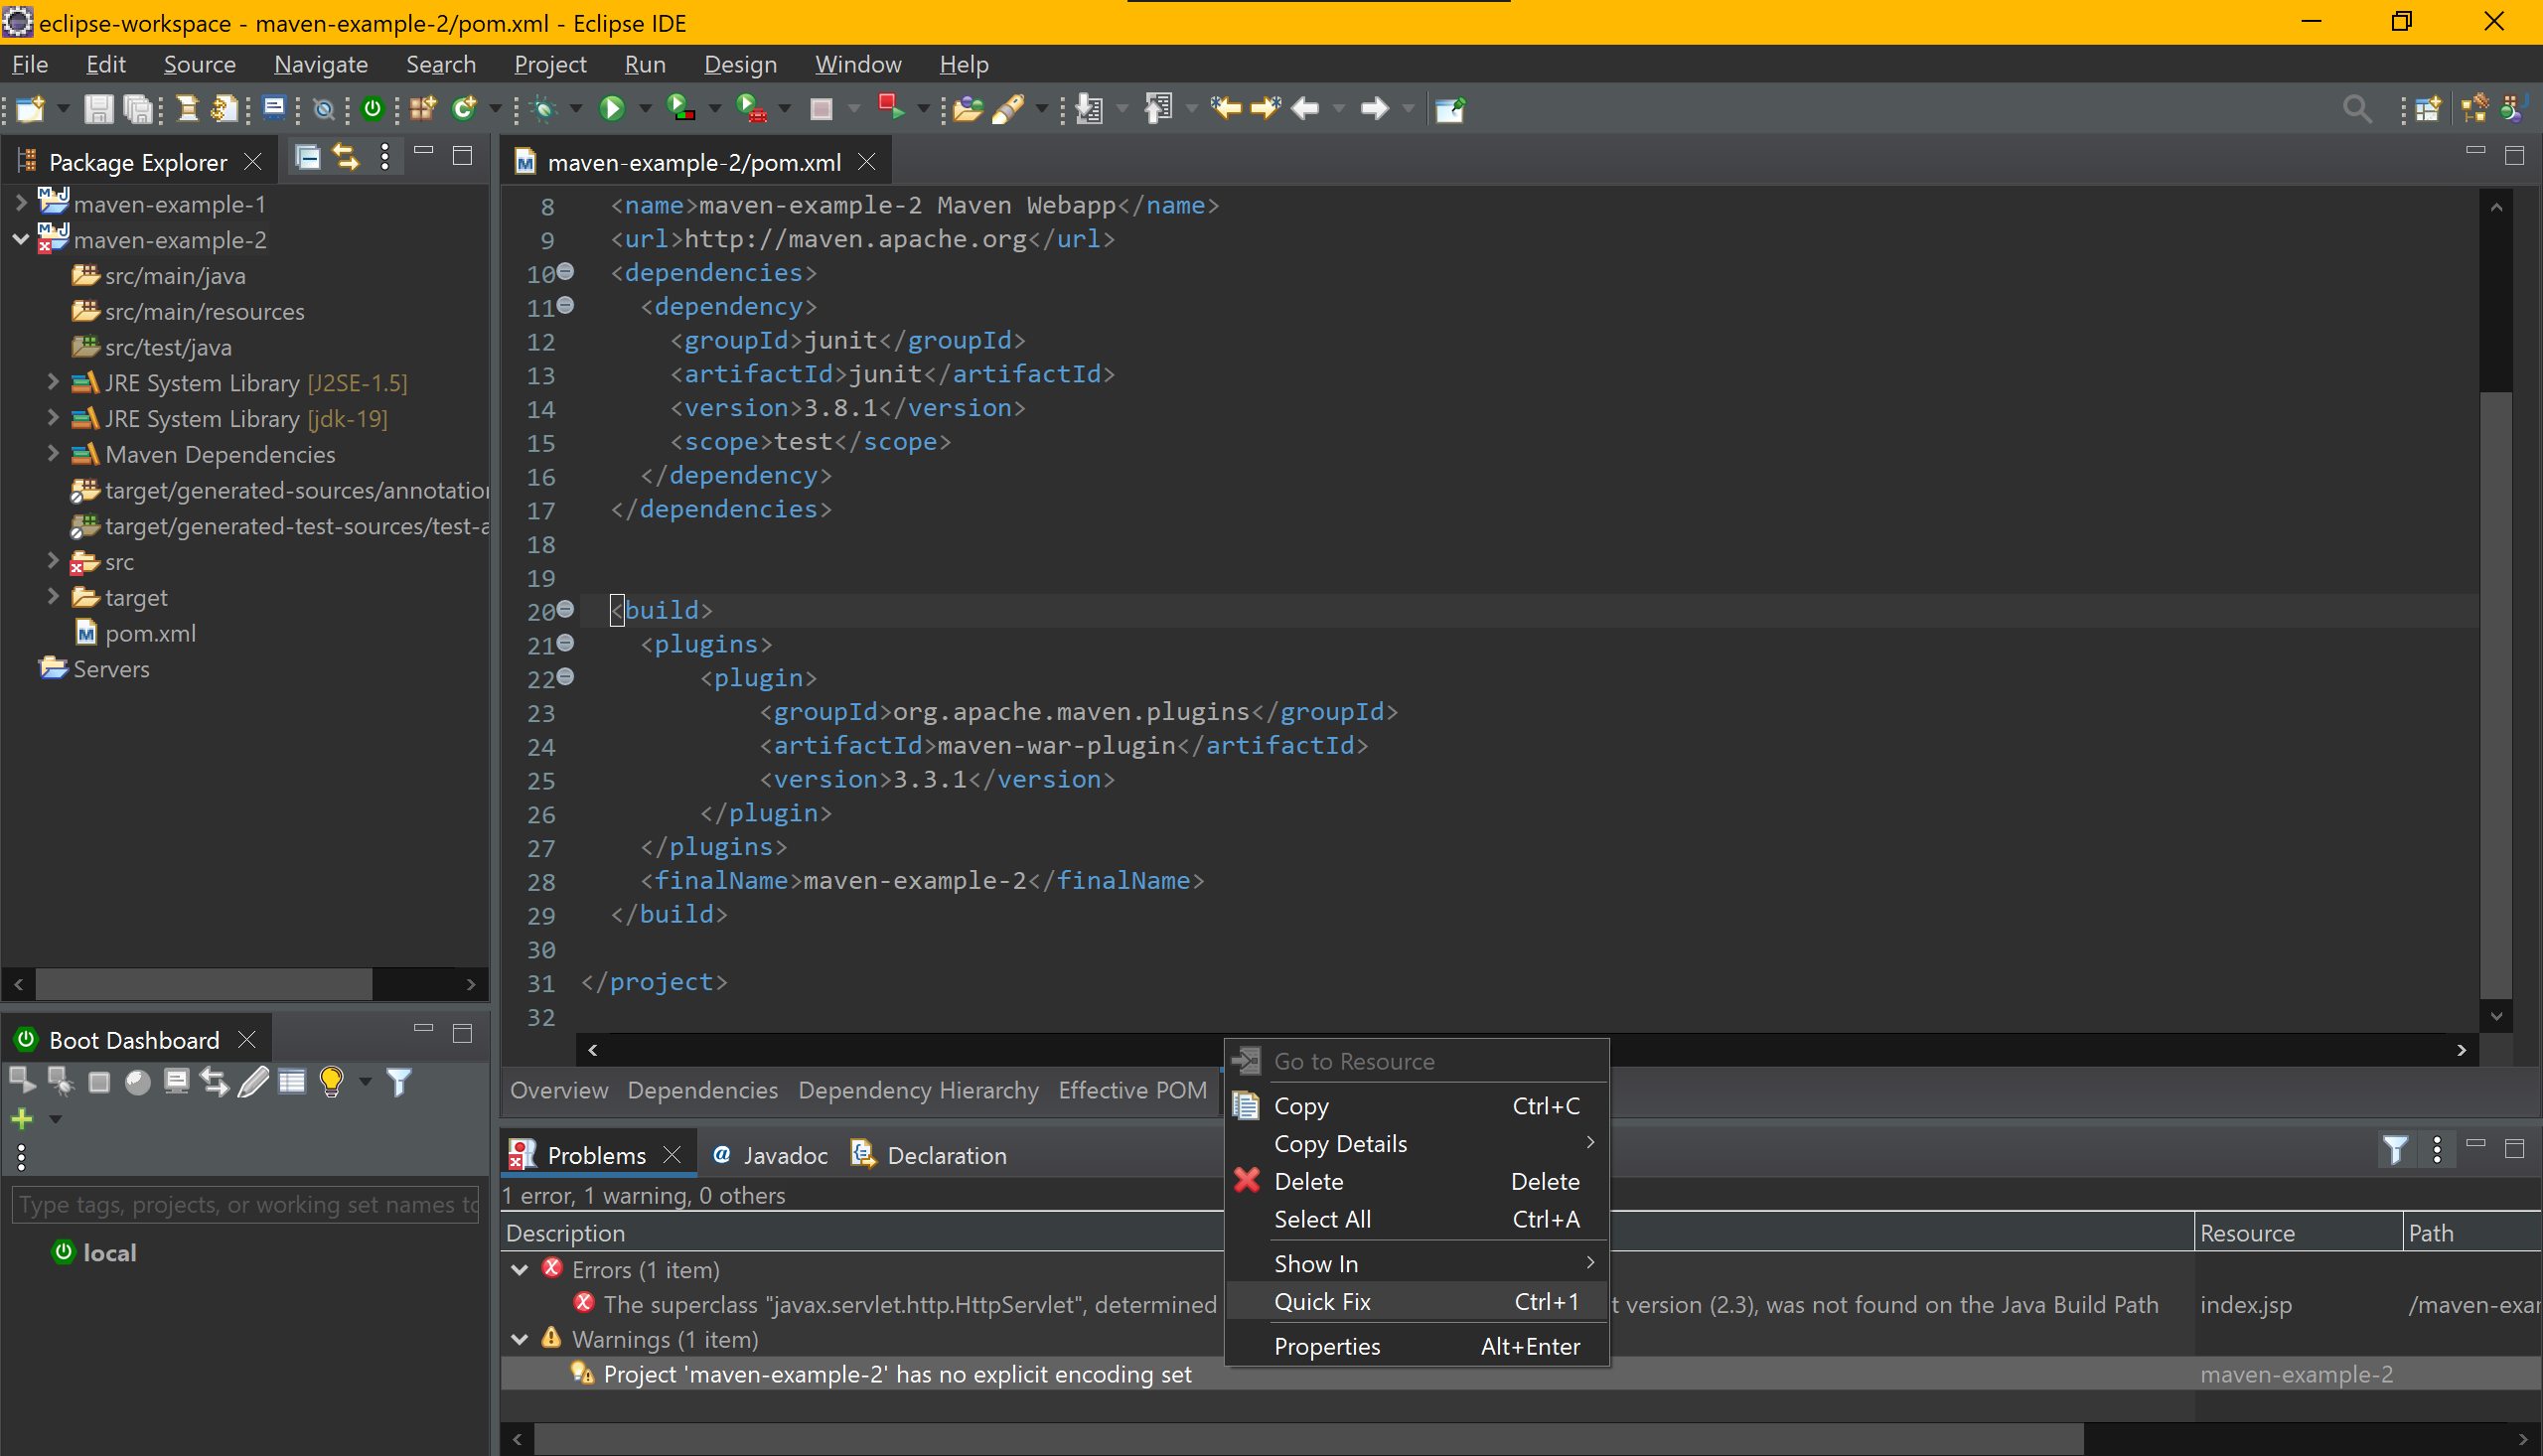 eclipse-workspace - maven-example-2/pom.xml - Eclipse IDE
File Edit Source Navigate Search Project Run Design Window Help
Package Explorer
maven-example-1
maven-example-2
src/main/java
src/main/resources
src/test/java
JRE System Library [J2SE-1.5]
JRE System Library [jdk-19]
Maven Dependencies
target/generated-sources/annotation
target/generated-test-sources/test-a
src
target
pom.xml
Servers
maven-example-2/pom.xml
8 <name>maven-example-2 Maven Webapp</name>
9 <url>http://maven.apache.org</url>
10 <dependencies>
11 <dependency>
12 <groupId>junit</groupId>
13 <artifactId>junit</artifactId>
14 <version>3.8.1</version>
15 <scope>test</scope>
16 </dependency>
17 </dependencies>
18
19
20 <build>
21 <plugins>
22 <plugin>
23 <groupId>org.apache.maven.plugins</groupId>
24 <artifactId>maven-war-plugin</artifactId>
25 <version>3.3.1</version>
26 </plugin>
27 </plugins>
28 <finalName>maven-example-2</finalName>
29 </build>
30
31 </project>
32
Overview Dependencies Dependency Hierarchy Effective POM
Boot Dashboard
Type tags, projects, or working set names to
local
Go to Resource
Copy Ctrl+C
Copy Details
Delete Delete
Select All Ctrl+A
Show In
Quick Fix Ctrl+1
Properties Alt+Enter
Problems Javadoc Declaration
1 error, 1 warning, 0 others
Description Resource Path
Errors (1 item)
The superclass "javax.servlet.http.HttpServlet", determined t version (2.3), was not found on the Java Build Path index.jsp /maven-exar
Warnings (1 item)
Project 'maven-example-2' has no explicit encoding set maven-example-2